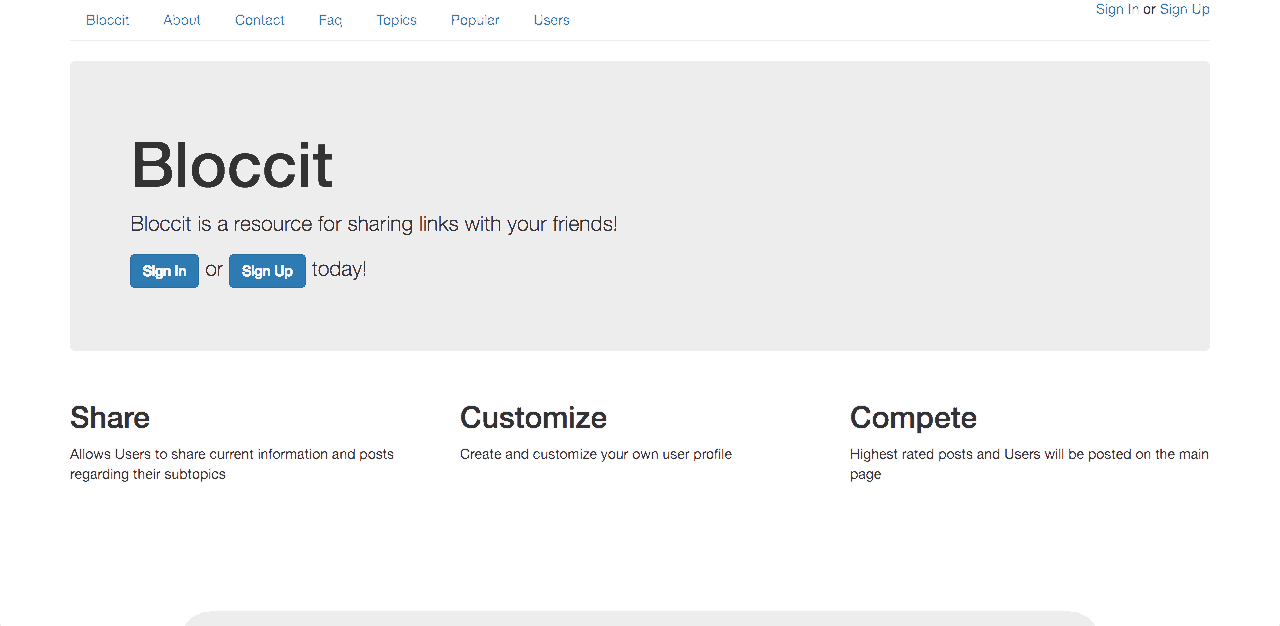 Bloccit About Contact Faq Topics Popular Users Sign In or Sign Up
Bloccit
Bloccit is a resource for sharing links with your friends!
Sign In or Sign Up today!
Share
Allows Users to share current information and posts
regarding their subtopics
Customize
Create and customize your own user profile
Compete
Highest rated posts and Users will be posted on the main
page